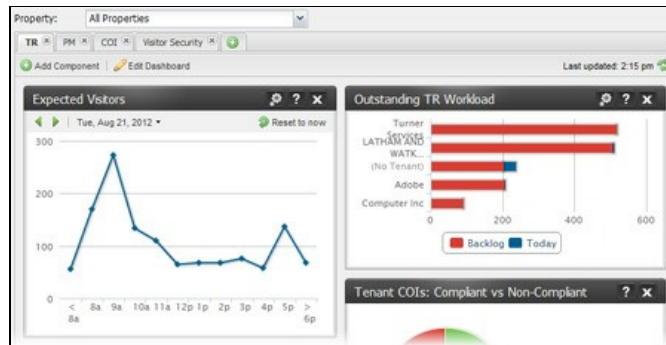 Property: All Properties
TR PM COI Visitor Security
Add Component Edit Dashboard Last updated: 2:15 pm
Expected Visitors ? X
Tue, Aug 21, 2012 Reset to now
300
200
100
0
< 8a 8a 9a 10a 11a 12p 1p 2p 3p 4p 5p > 6p
Outstanding TR Workload ? X
Turner Services
LATHAM AND WATK...
(No Tenant)
Adobe
Computer Inc
0 200 400 600
Backlog Today
Tenant COIs: Compliant vs Non-Compliant ? X